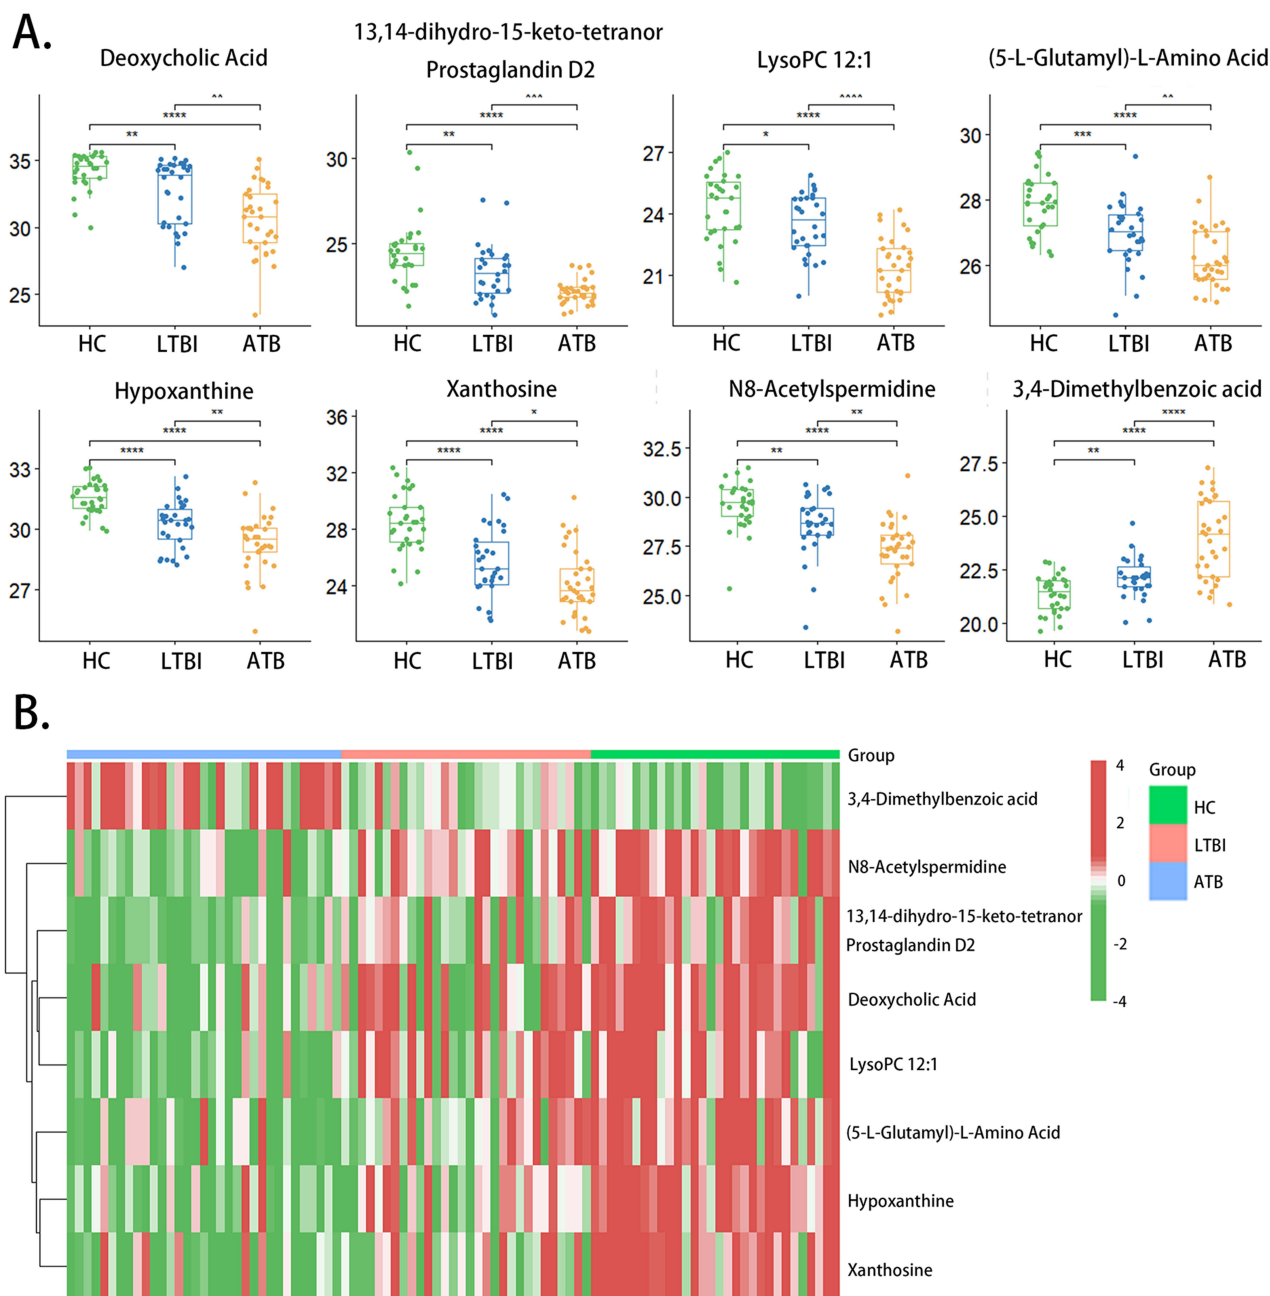 A.
Deoxycholic Acid
13,14-dihydro-15-keto-tetranor
Prostaglandin D2
LysoPC 12:1
(5-L-Glutamyl)-L-Amino Acid
**
****
**
35
30
25
HC LTBI ATB
***
****
**
30
25
HC LTBI ATB
****
****
*
27
24
21
HC LTBI ATB
**
****
***
30
28
26
HC LTBI ATB
Hypoxanthine
Xanthosine
N8-Acetylspermidine
3,4-Dimethylbenzoic acid
**
****
****
33
30
27
HC LTBI ATB
*
****
****
36
32
28
24
HC LTBI ATB
**
****
**
32.5
30.0
27.5
25.0
HC LTBI ATB
****
****
**
27.5
25.0
22.5
20.0
HC LTBI ATB
B.
Group
3,4-Dimethylbenzoic acid
N8-Acetylspermidine
13,14-dihydro-15-keto-tetranor
Prostaglandin D2
Deoxycholic Acid
LysoPC 12:1
(5-L-Glutamyl)-L-Amino Acid
Hypoxanthine
Xanthosine
4
2
0
-2
-4
Group
HC
LTBI
ATB